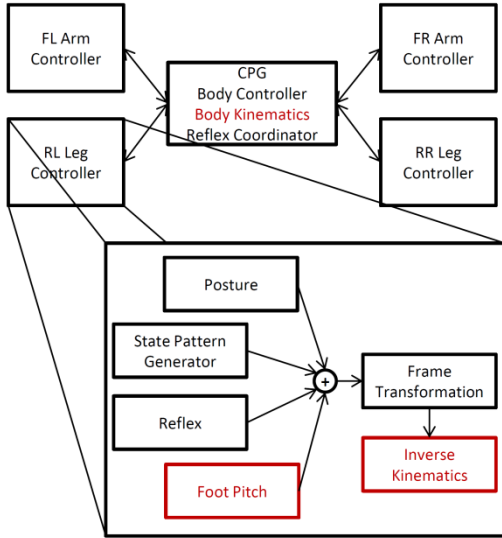 FL Arm
Controller
FR Arm
Controller
CPG
Body Controller
Body Kinematics
Reflex Coordinator
RL Leg
Controller
RR Leg
Controller
Posture
State Pattern
Generator
+
Frame
Transformation
Reflex
Inverse
Kinematics
Foot Pitch